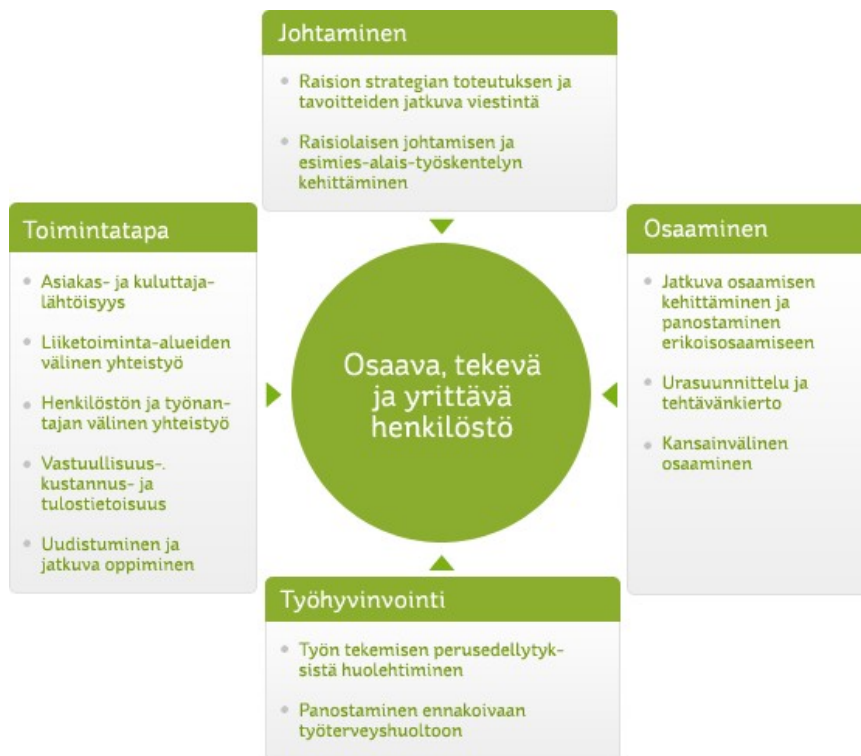 Johtaminen
Raision strategian toteutuksen ja
tavoitteiden jatkuva viestintä
Raisiolaisen johtamisen ja
esimies-alais-työskentelyn
kehittäminen
Toimintatapa
Asiakas- ja kuluttaja-
lähtöisyys
Liiketoiminta-alueiden
välinen yhteistyö
Henkilöstön ja työnan-
tajan välinen yhteistyö
Vastuullisuus-.
kustannus- ja
tulostietoisuus
Uudistuminen ja
jatkuva oppiminen
Osaava, tekevä
ja yrittävä
henkilöstö
Osaaminen
Jatkuva osaamisen
kehittäminen ja
panostaminen
erikoisosaamiseen
Urasuunnittelu ja
tehtävänkierto
Kansainvälinen
osaaminen
Työhyvinvointi
Työn tekemisen perusedellytyk-
sistä huolehtiminen
Panostaminen ennakoivaan
työterveyshuoltoon